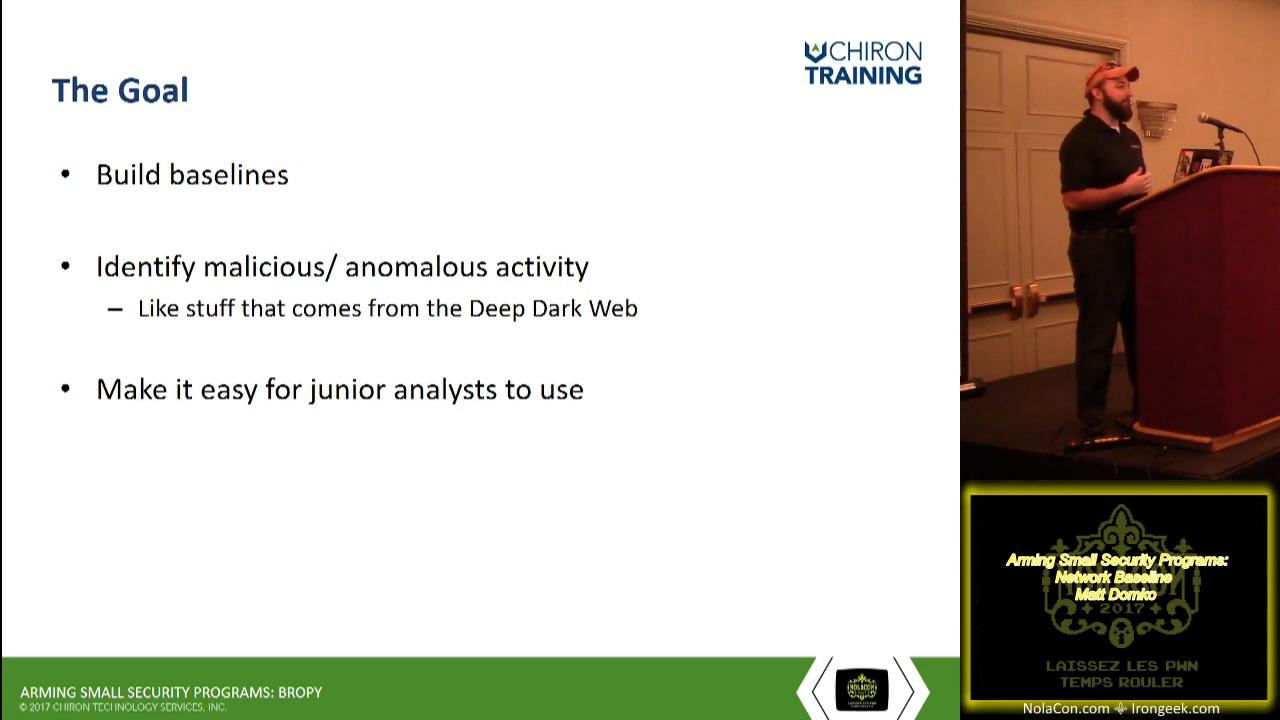 CHIRON
TRAINING
The Goal
• Build baselines
• Identify malicious/ anomalous activity
– Like stuff that comes from the Deep Dark Web
• Make it easy for junior analysts to use
ARMING SMALL SECURITY PROGRAMS: BROPY
© 2017 CHIRON TECHNOLOGY SERVICES, INC.
Arming Small Security Programs:
Network Baseline
Matt Domko
2017
LAISSEZ LES PWN
TEMPS ROULER
NolaCon.com ⚜ Irongeek.com